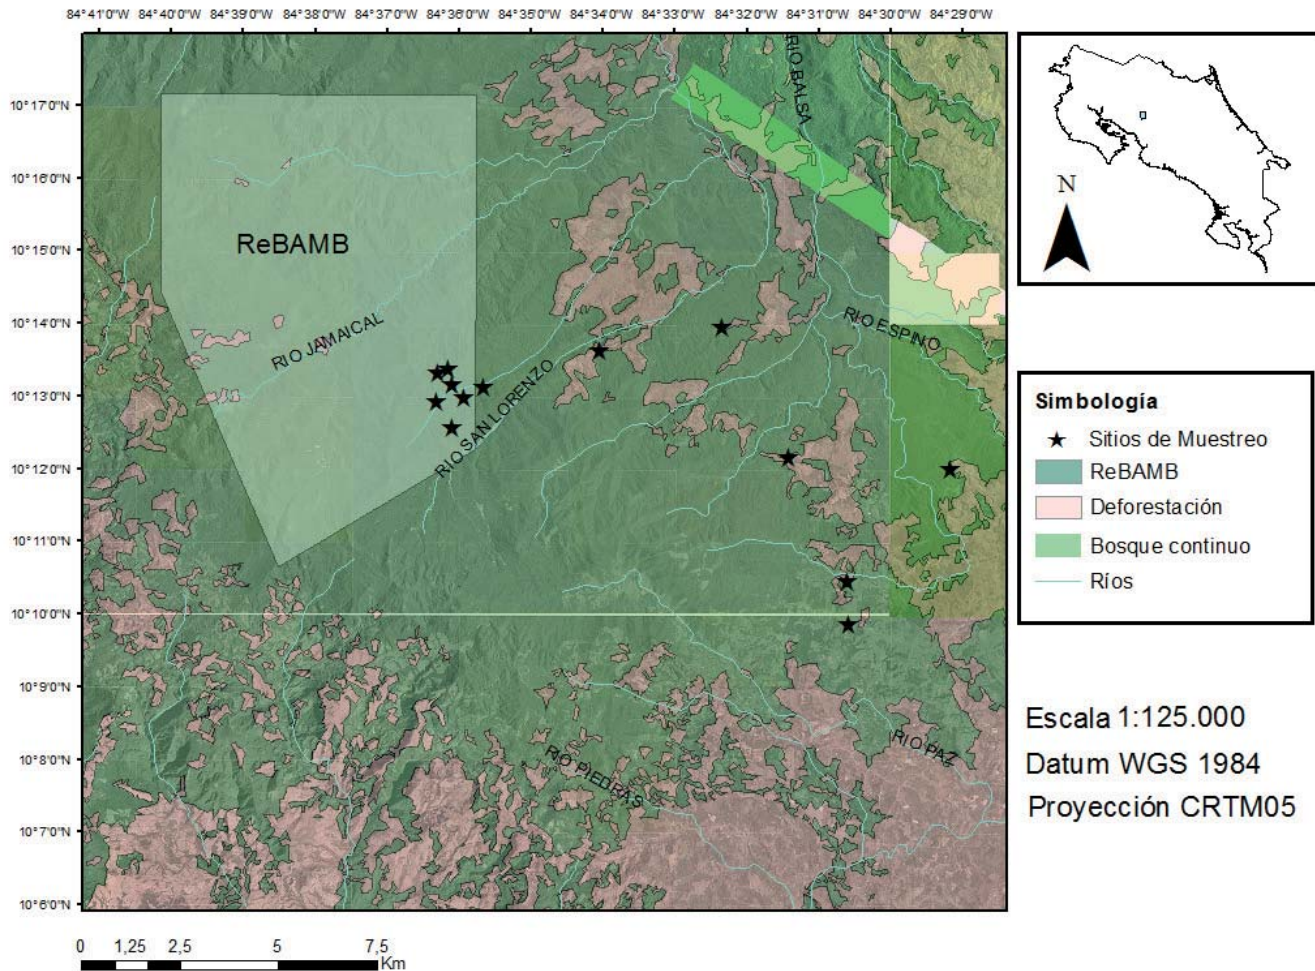 84°41'0"W 84°40'0"W 84°39'0"W 84°38'0"W 84°37'0"W 84°36'0"W 84°35'0"W 84°34'0"W 84°33'0"W 84°32'0"W 84°31'0"W 84°30'0"W 84°29'0"W
10°17'0"N
10°16'0"N
10°15'0"N
10°14'0"N
10°13'0"N
10°12'0"N
10°11'0"N
10°10'0"N
10°9'0"N
10°8'0"N
10°7'0"N
10°6'0"N
RIO BALSA
ReBAMB
RIO JAMAICAL
RIO SAN LORENZO
RIO ESPINO
RIO PIEDRAS
RIO PAZ
0 1,25 2,5 5 7,5
Km
N
Simbología
Sitios de Muestreo
ReBAMB
Deforestación
Bosque continuo
Ríos
Escala 1:125.000
Datum WGS 1984
Proyección CRTM05